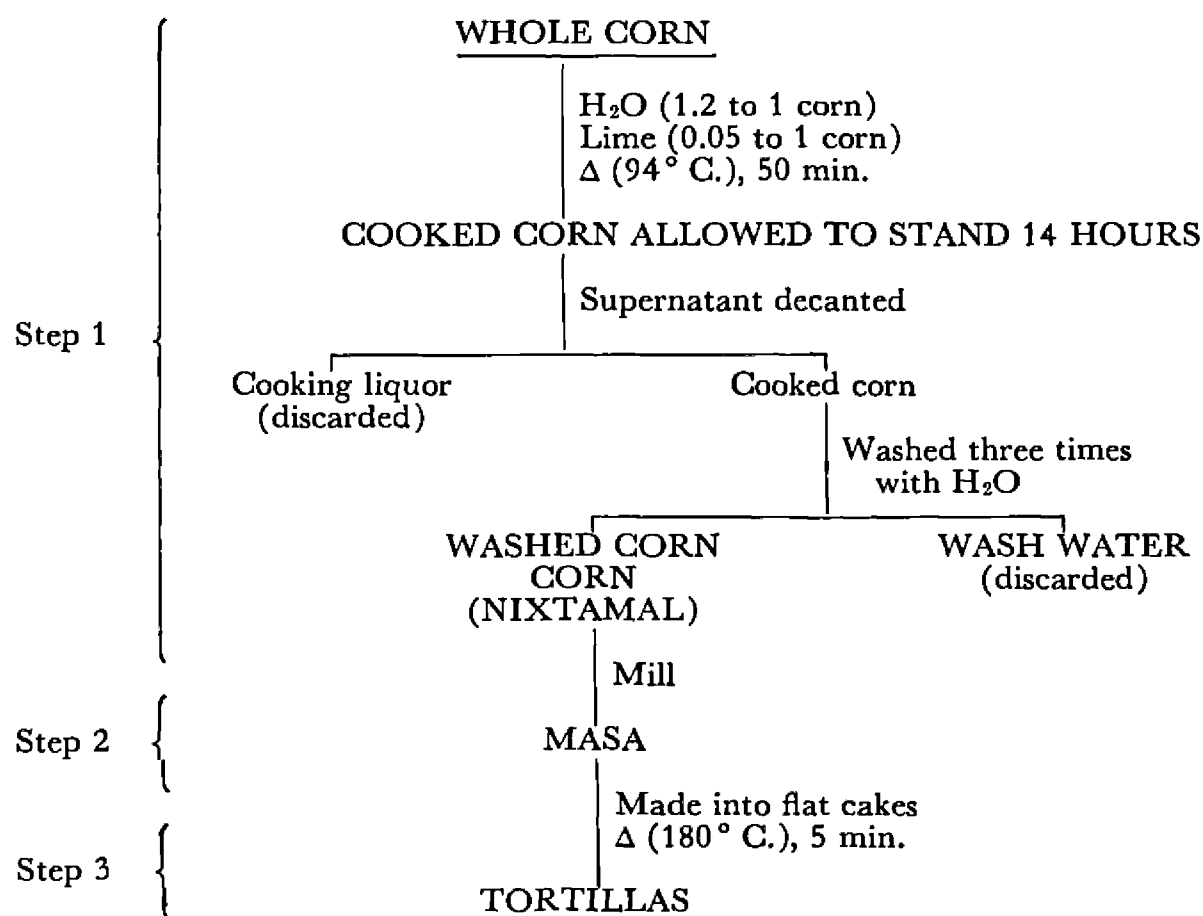 WHOLE CORN
H₂O (1.2 to 1 corn)
Lime (0.05 to 1 corn)
Δ (94° C.), 50 min.
COOKED CORN ALLOWED TO STAND 14 HOURS
Supernatant decanted
Step 1
Cooking liquor
(discarded)
Cooked corn
Washed three times
with H₂O
WASHED CORN
CORN
(NIXTAMAL)
WASH WATER
(discarded)
Mill
Step 2
MASA
Made into flat cakes
Δ (180° C.), 5 min.
Step 3
TORTILLAS